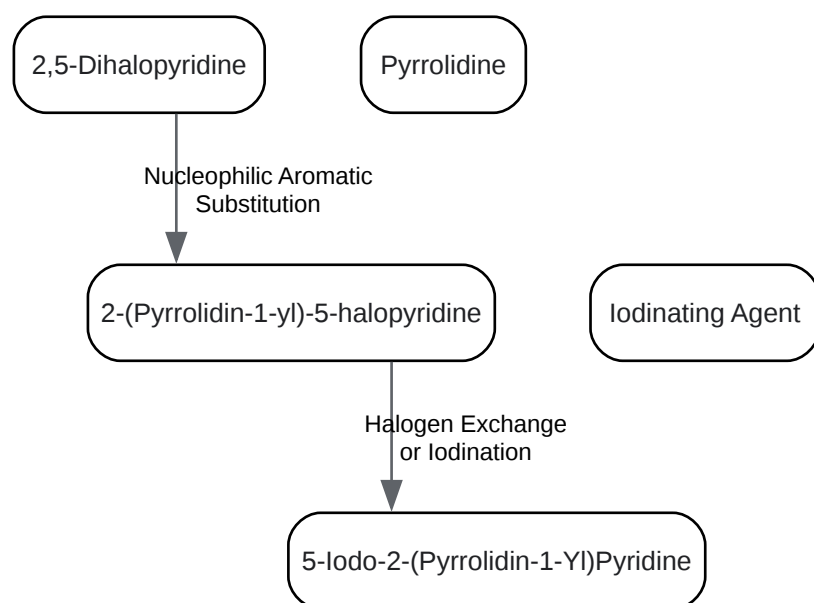 2,5-Dihalopyridine
Pyrrolidine
Nucleophilic Aromatic
Substitution
2-(Pyrrolidin-1-yl)-5-halopyridine
Iodinating Agent
Halogen Exchange
or Iodination
5-Iodo-2-(Pyrrolidin-1-Yl)Pyridine